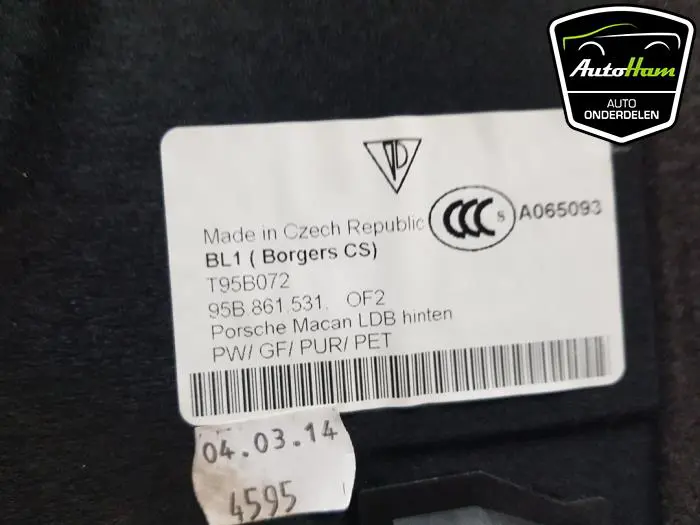 AutoHam
AUTO
ONDERDELEN
Made in Czech Republic
CCC S A065093
BL1 ( Borgers CS)
T95B072
95B.861.531. OF2
Porsche Macan LDB hinten
PW/ GF/ PUR/ PET
04.03.14
4595